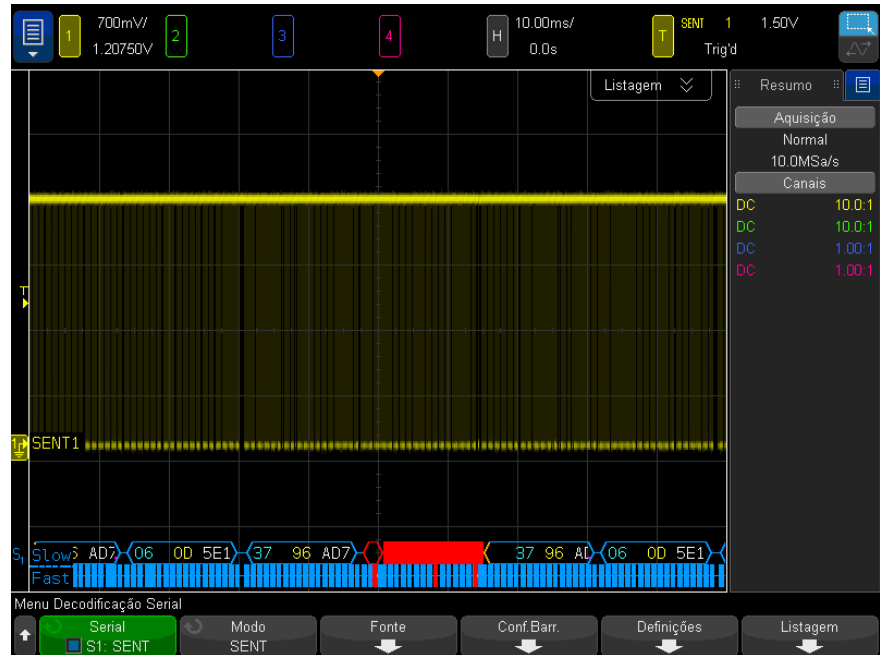 700mV/ 10.00ms/ SENT 1 1.50V
1 1.20750V 2 3 4 H 0.0s T Trig'd
Listagem Resumo
Aquisição
Normal
10.0MSa/s
Canais
DC 10.0:1
DC 10.0:1
DC 1.00:1
DC 1.00:1
T
1 SENT1
S1 Slow AD7 06 0D 5E1 37 96 AD7 37 96 06 0D 5E1
Fast
Menu Decodificação Serial
Serial Modo Fonte Conf.Barr. Definições Listagem
S1: SENT SENT